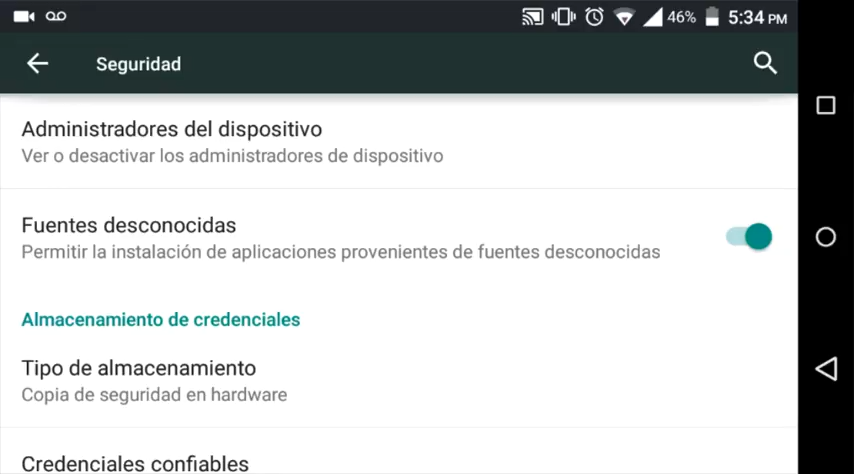 46% 5:34 PM
Seguridad
Administradores del dispositivo
Ver o desactivar los administradores de dispositivo
Fuentes desconocidas
Permitir la instalación de aplicaciones provenientes de fuentes desconocidas
Almacenamiento de credenciales
Tipo de almacenamiento
Copia de seguridad en hardware
Credenciales confiables